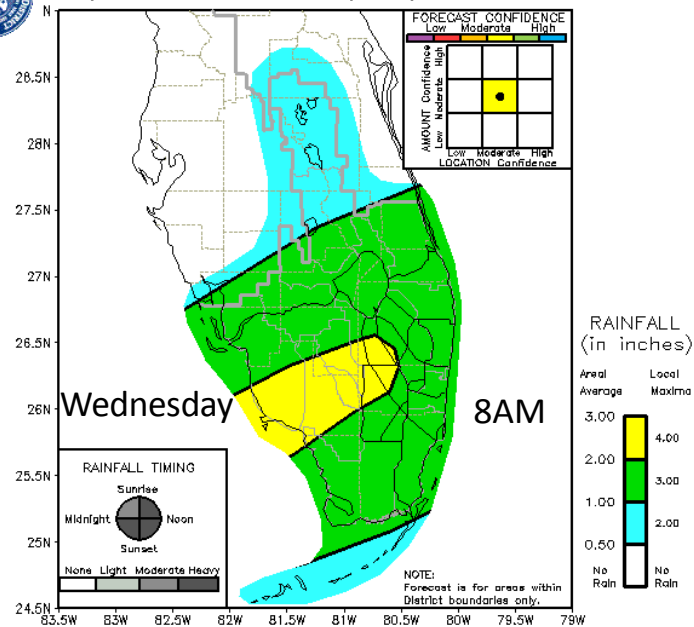 DISTRICT
FORECAST CONFIDENCE
Low Moderate High
AMOUNT Confidence
Low Moderate High
Low Moderate High
LOCATION Confidence
N
28.5N
28N
27.5N
27N
26.5N
26N
25.5N
25N
24.5N
83.5W 83W 82.5W 82W 81.5W 81W 80.5W 80W 79.5W 79W
Wednesday
8AM
RAINFALL
(in inches)
Areal Local
Average Maxima
3.00
4.00
2.00
3.00
1.00
2.00
0.50
No No
Rain Rain
RAINFALL TIMING
Sunrise
Midnight Noon
Sunset
None Light Moderate Heavy
NOTE:
Forecast is for areas within
District boundaries only.